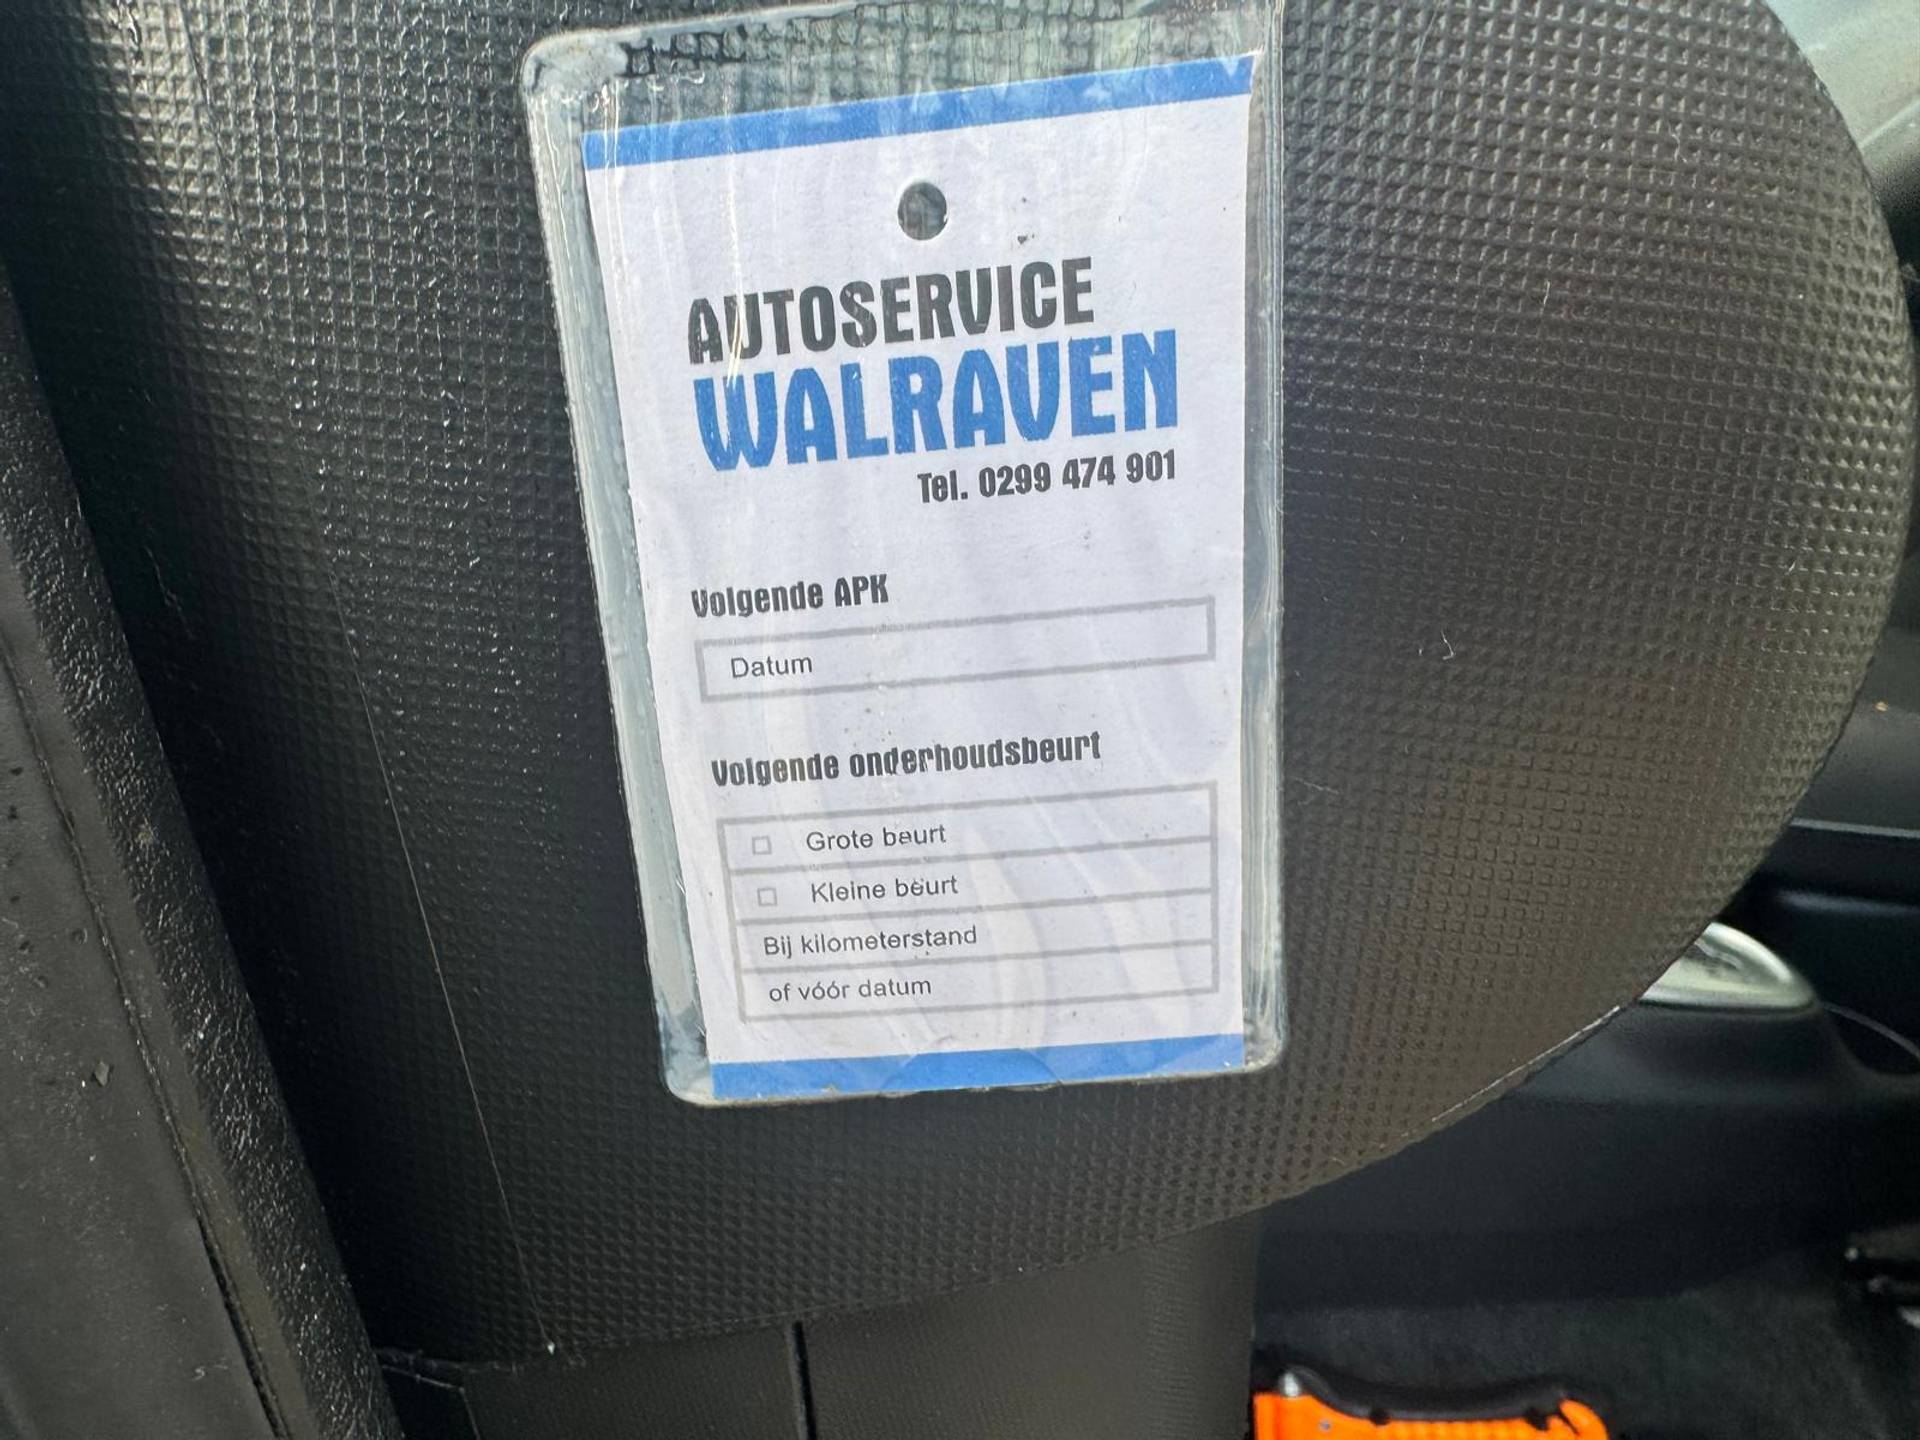 AUTOSERVICE
WALRAVEN
Tel. 0299 474 901
Volgende APK
Datum
Volgende onderhoudsbeurt
Grote beurt
Kleine beurt
Bij kilometerstand
of vóór datum